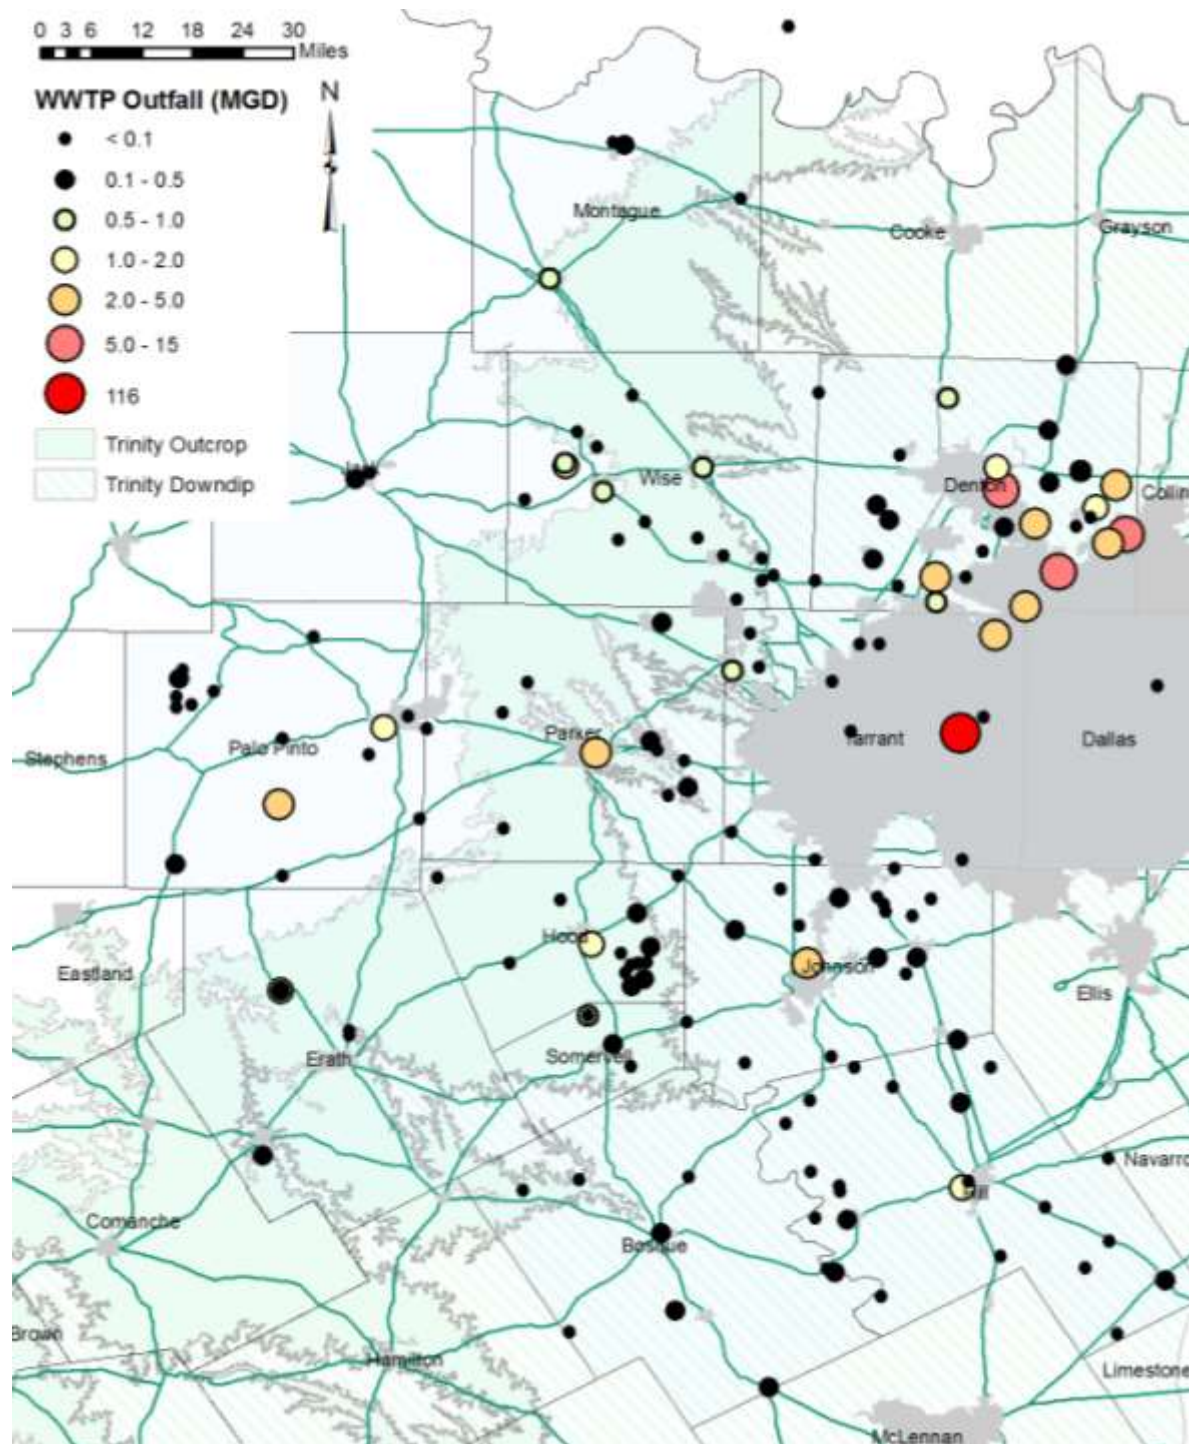 0 3 6 12 18 24 30
Miles
WWTP Outfall (MGD)
N
< 0.1
0.1 - 0.5
0.5 - 1.0
1.0 - 2.0
2.0 - 5.0
5.0 - 15
116
Trinity Outcrop
Trinity Downdip
Montague
Cooke
Grayson
Wise
Denton
Collin
Stephens
Palo Pinto
Parker
Tarrant
Dallas
Hood
Johnson
Eastland
Ellis
Erath
Somervell
Navarro
Hill
Comanche
Bosque
Brown
Hamilton
Limestone
McLennan